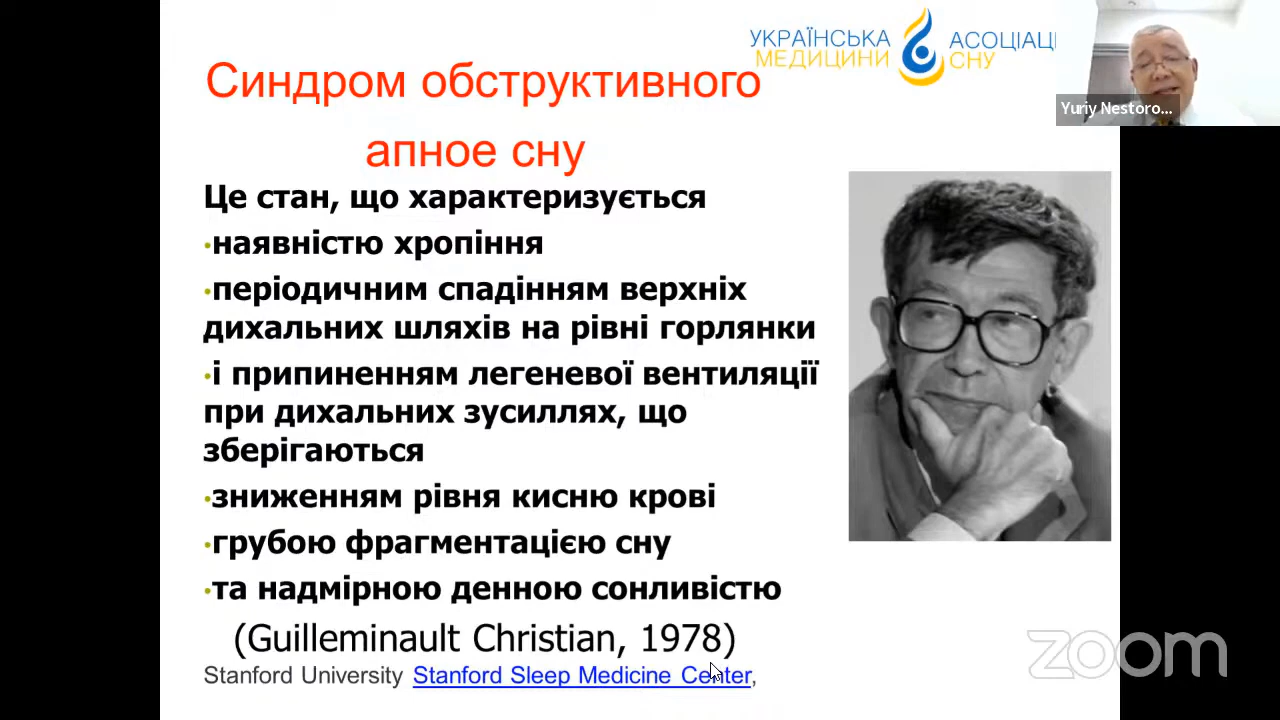 УКРАЇНСЬКА АСОЦІАЦІ
МЕДИЦИНИ СНУ
Yuriy Nestoro...
Синдром обструктивного
апное сну
Це стан, що характеризується
•наявністю хропіння
•періодичним спадінням верхніх
дихальних шляхів на рівні горлянки
•і припиненням легеневої вентиляції
при дихальних зусиллях, що
зберігаються
•зниженням рівня кисню крові
•грубою фрагментацією сну
•та надмірною денною сонливістю
(Guilleminault Christian, 1978)
Stanford University Stanford Sleep Medicine Center,
zoom